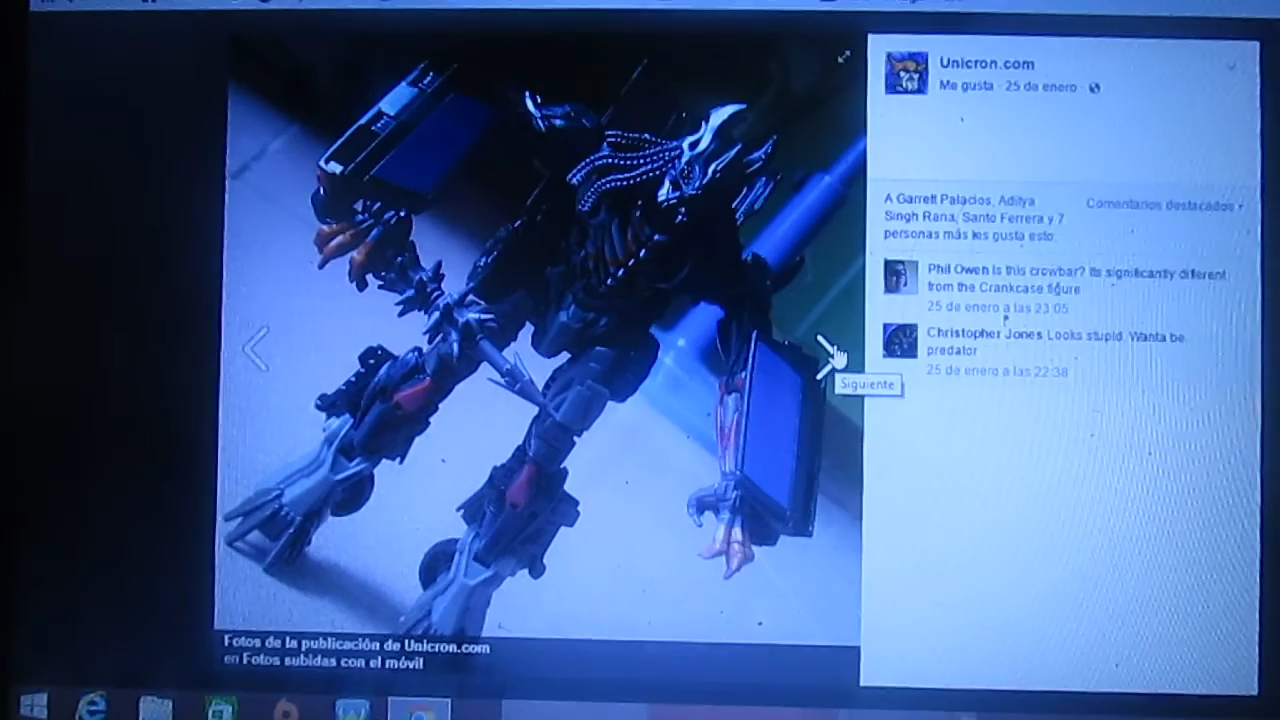 Unicron.com
Me gusta · 25 de enero ·
A Garrett Palacios, Aditya
Singh Rana, Santo Ferrera y 7
personas más les gusta esto.
Comentarios destacados
Phil Owen Is this crowbar? Its significantly different
from the Crankcase figure
25 de enero a las 23:05
Christopher Jones Looks stupid. Wanta be
predator
25 de enero a las 22:38
Siguiente
Fotos de la publicación de Unicron.com
en Fotos subidas con el móvil